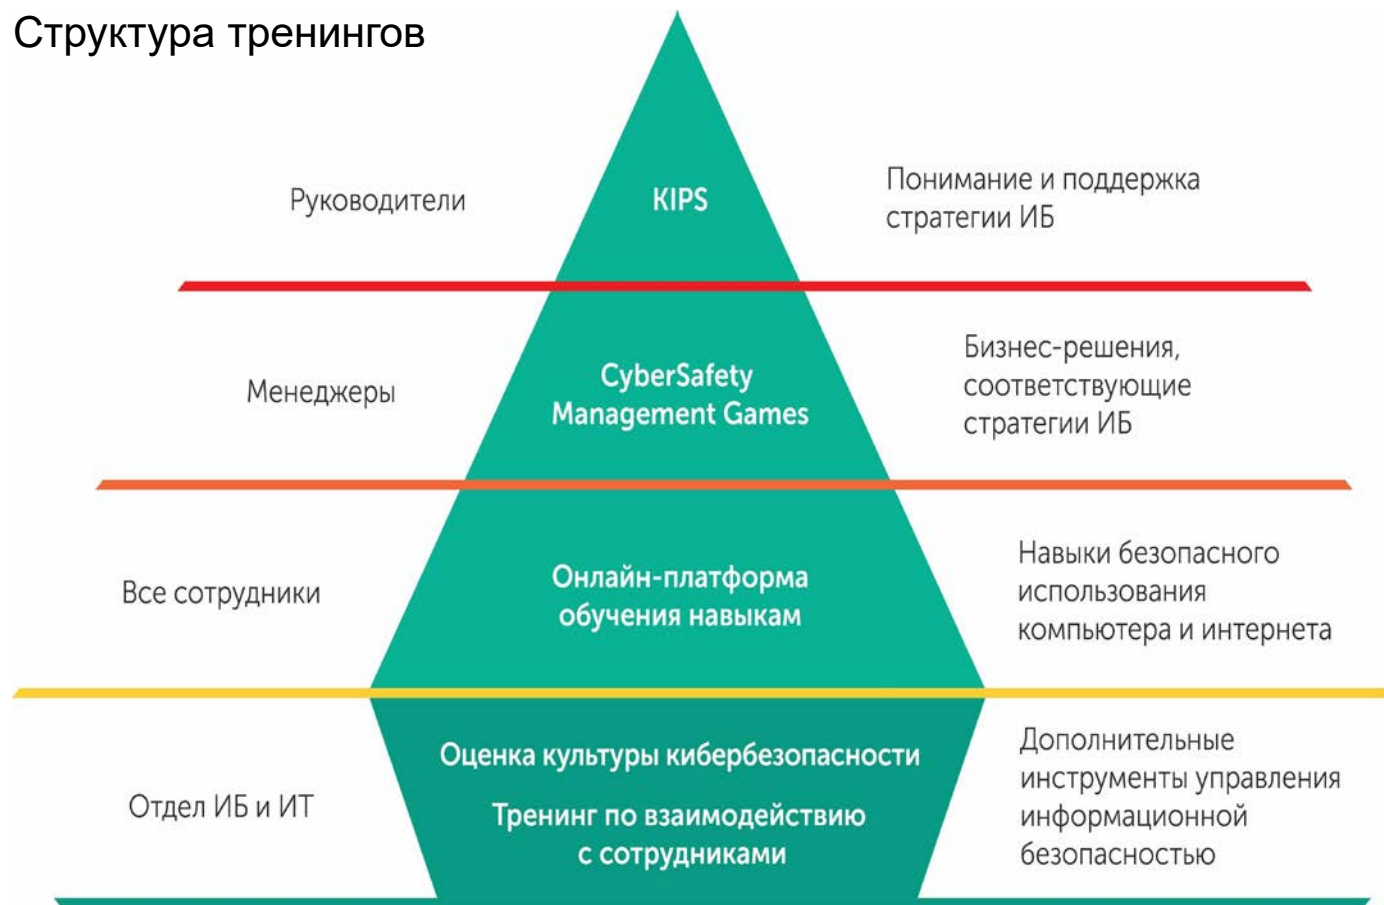 Структура тренингов
Руководители
KIPS
Понимание и поддержка
стратегии ИБ
Менеджеры
CyberSafety
Management Games
Бизнес-решения,
соответствующие
стратегии ИБ
Все сотрудники
Онлайн-платформа
обучения навыкам
Навыки безопасного
использования
компьютера и интернета
Отдел ИБ и ИТ
Оценка культуры кибербезопасности
Тренинг по взаимодействию
с сотрудниками
Дополнительные
инструменты управления
информационной
безопасностью